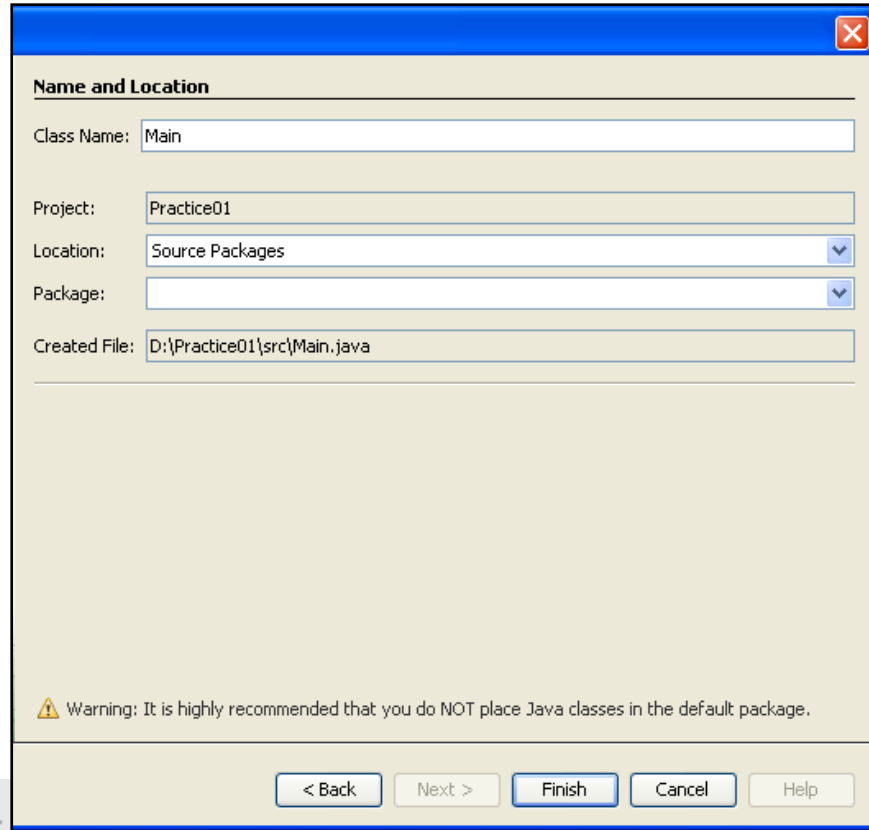 Name and Location
Class Name: Main
Project: Practice01
Location: Source Packages
Package:
Created File: D:\Practice01\src\Main.java
Warning: It is highly recommended that you do NOT place Java classes in the default package.
< Back Next > Finish Cancel Help